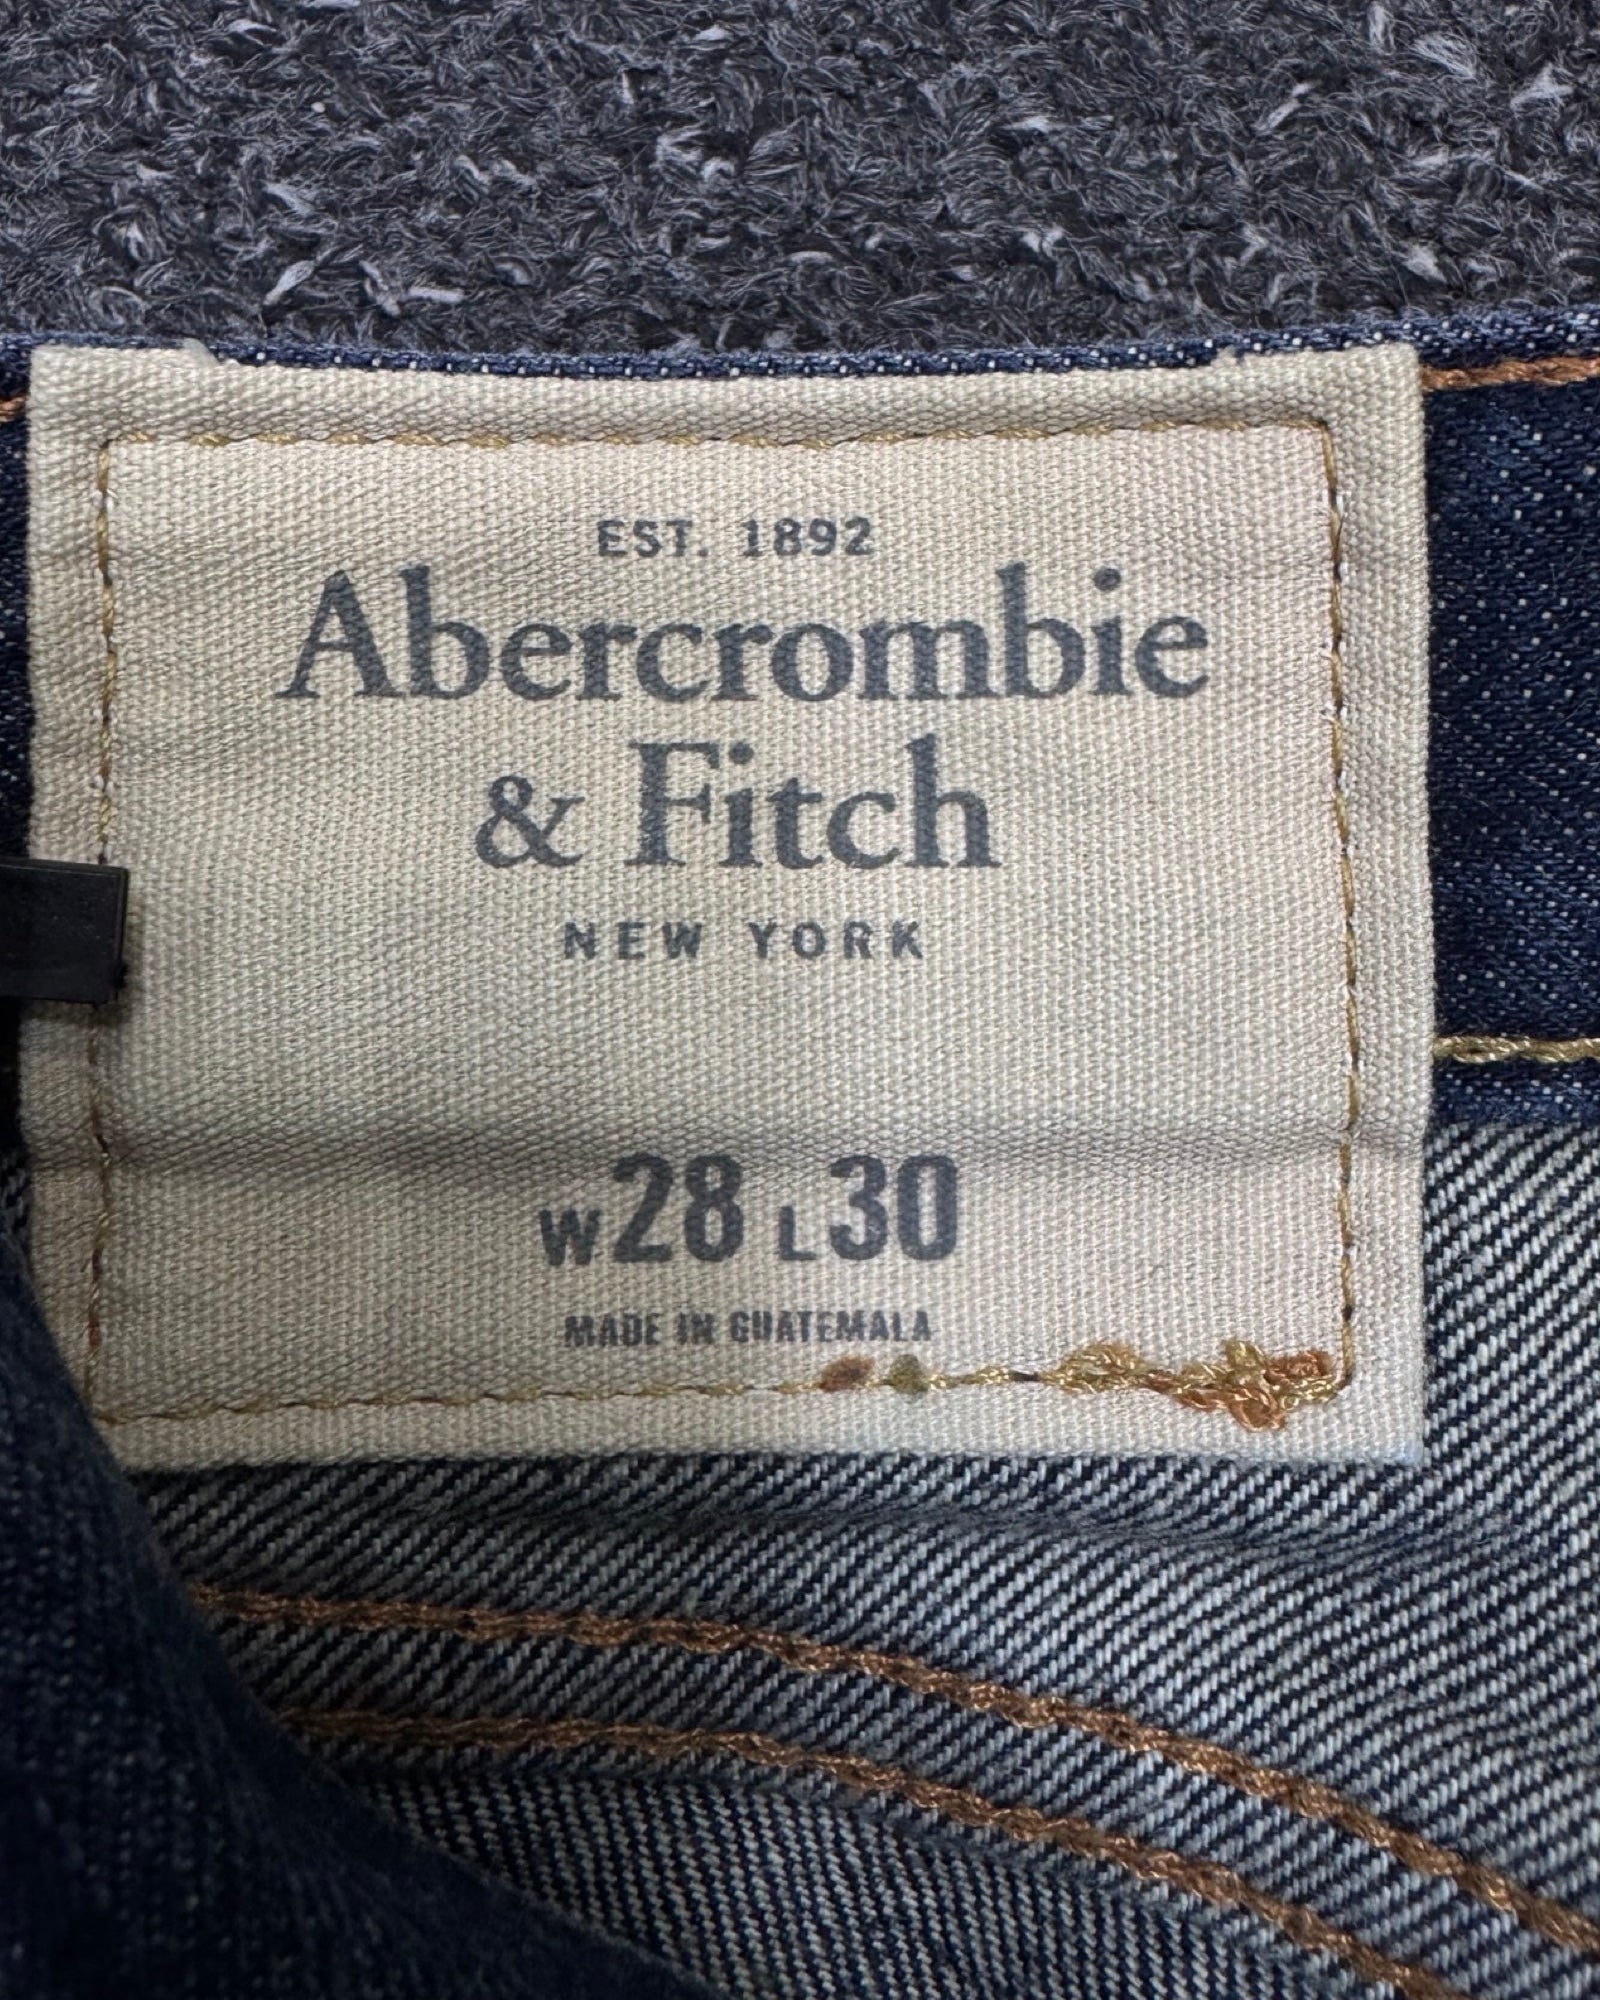 EST. 1892
Abercrombie
& Fitch
NEW YORK
W28 L30
MADE IN GUATEMALA